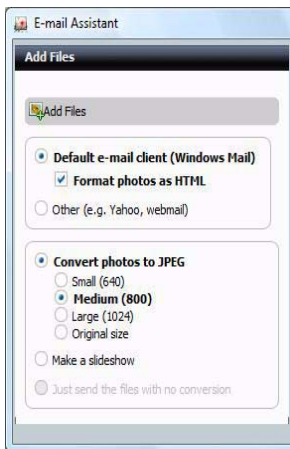 E-mail Assistant
Add Files
Add Files
Default e-mail client (Windows Mail)
Format photos as HTML
Other (e.g. Yahoo, webmail)
Convert photos to JPEG
Small (640)
Medium (800)
Large (1024)
Original size
Make a slideshow
Just send the files with no conversion